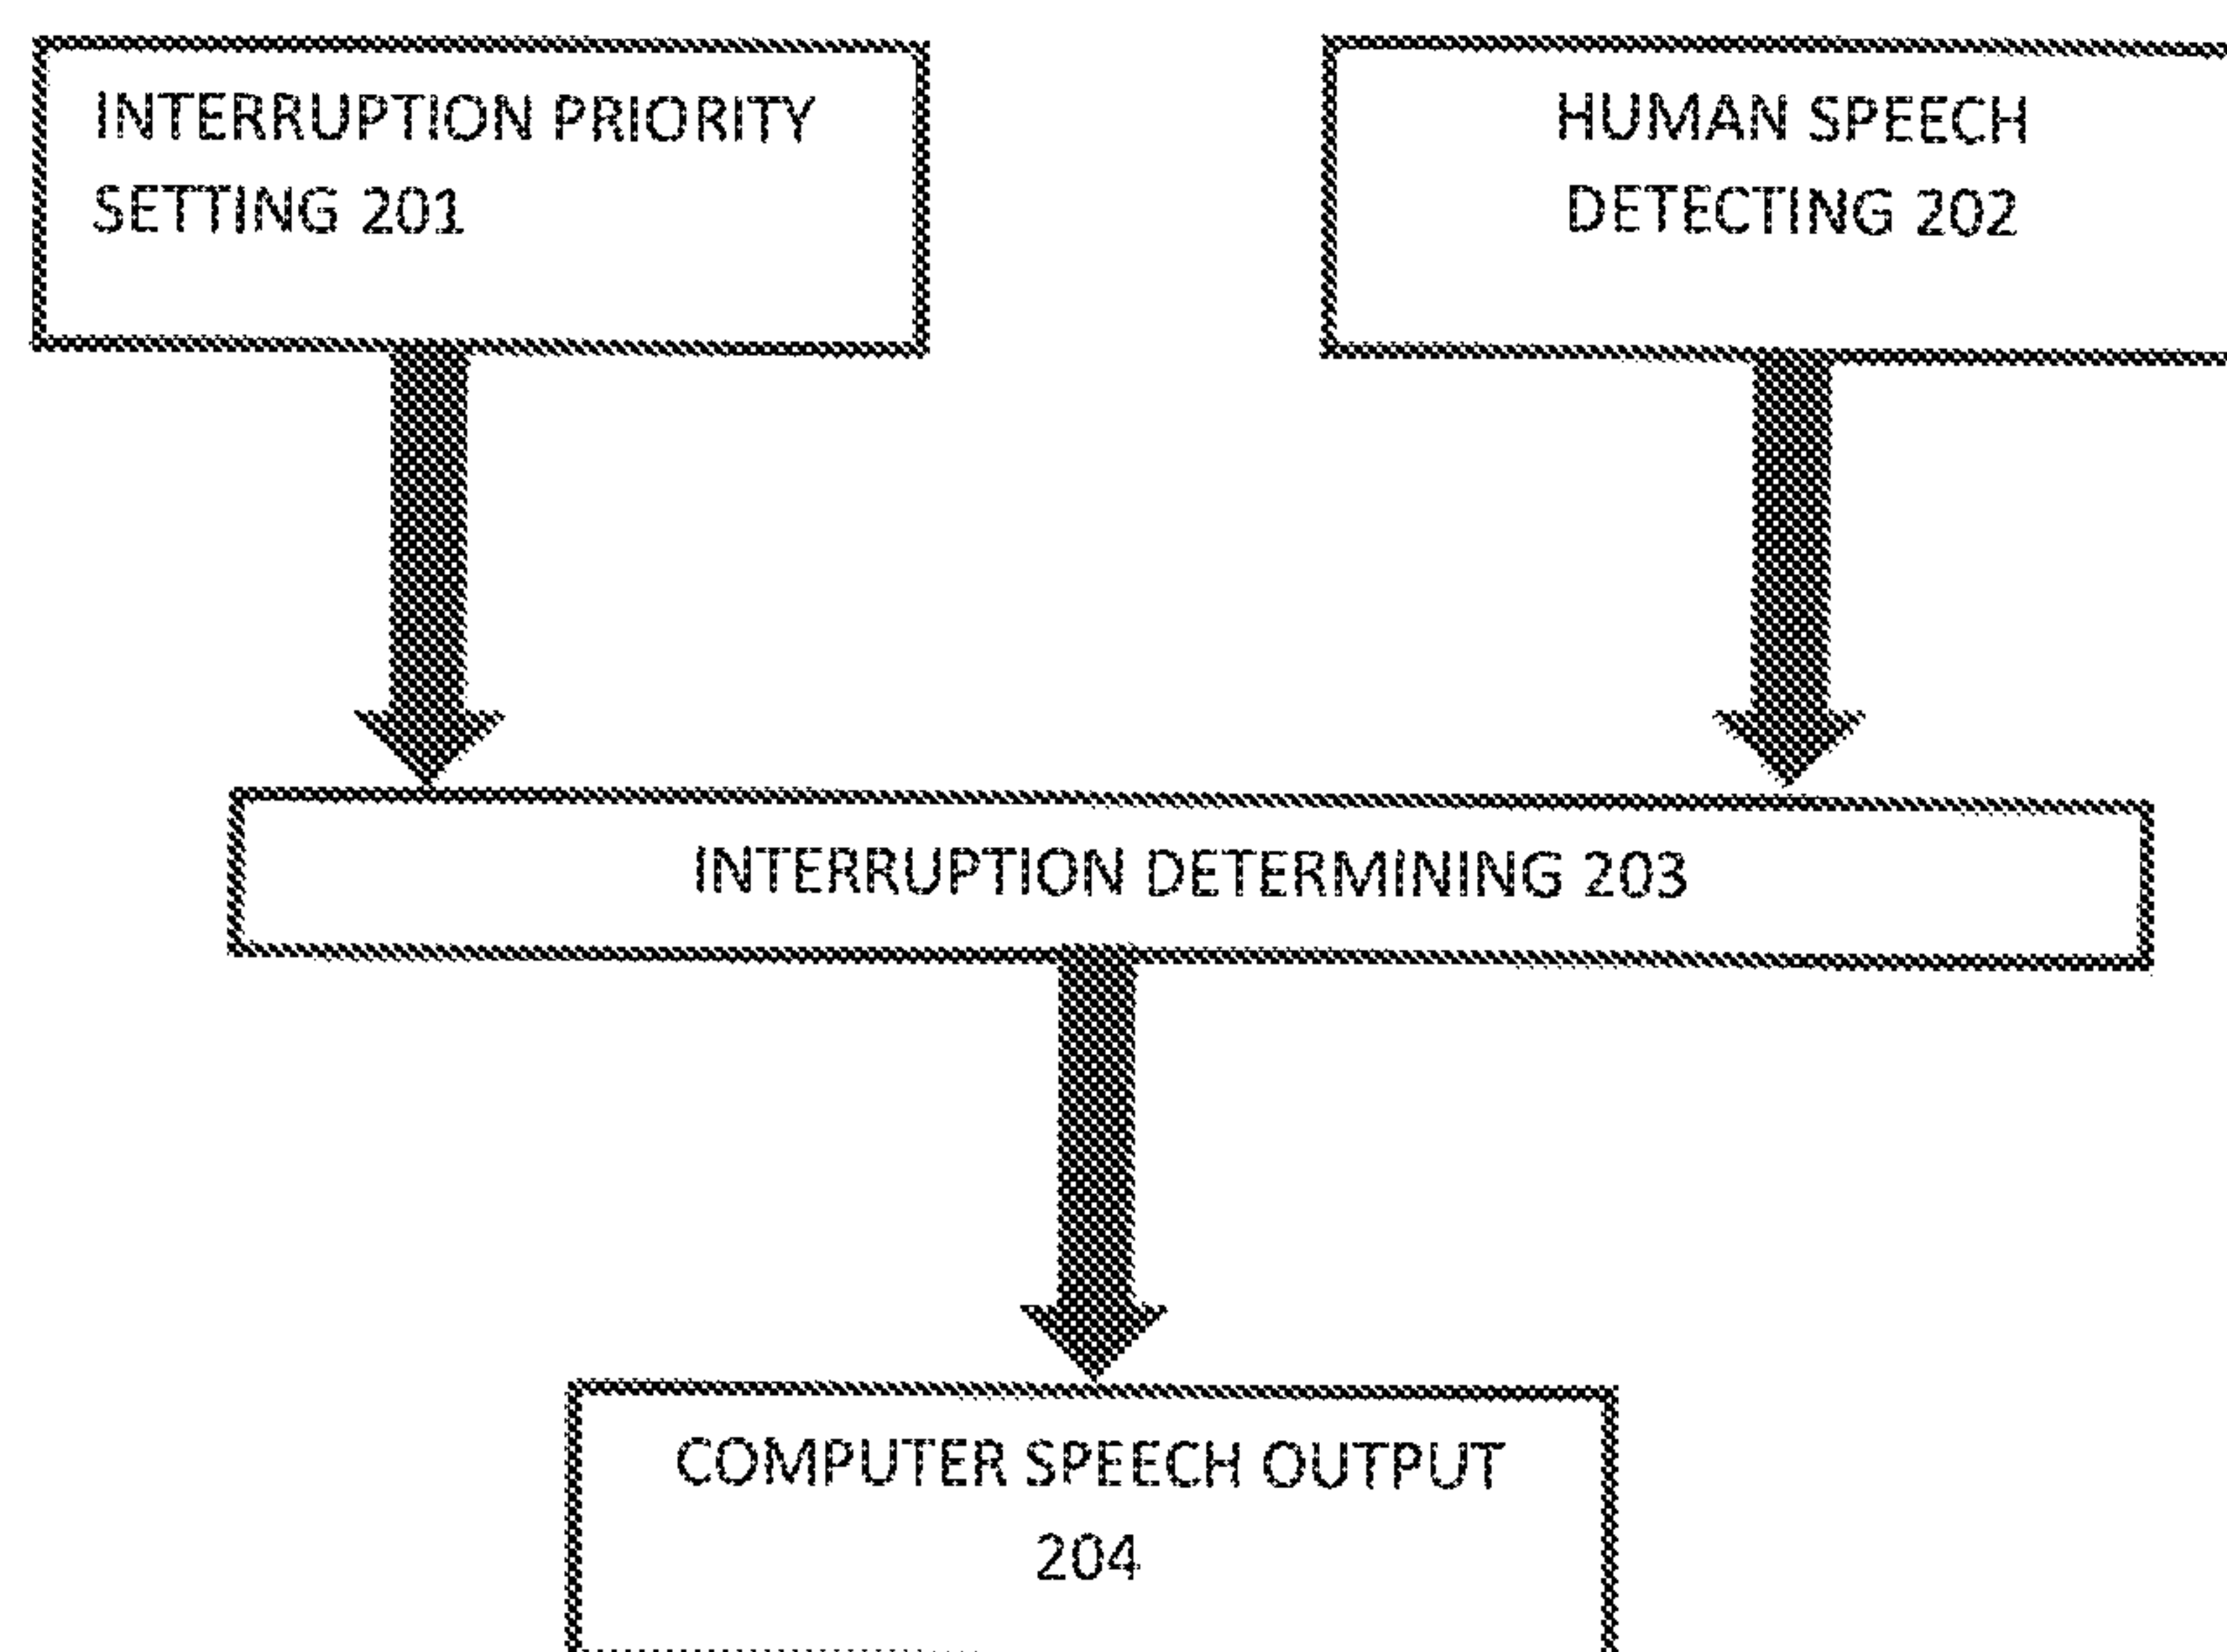 INTERRUPTION PRIORITY
SETTING 201
HUMAN SPEECH
DETECTING 202
INTERRUPTION DETERMINING 203
COMPUTER SPEECH OUTPUT
204